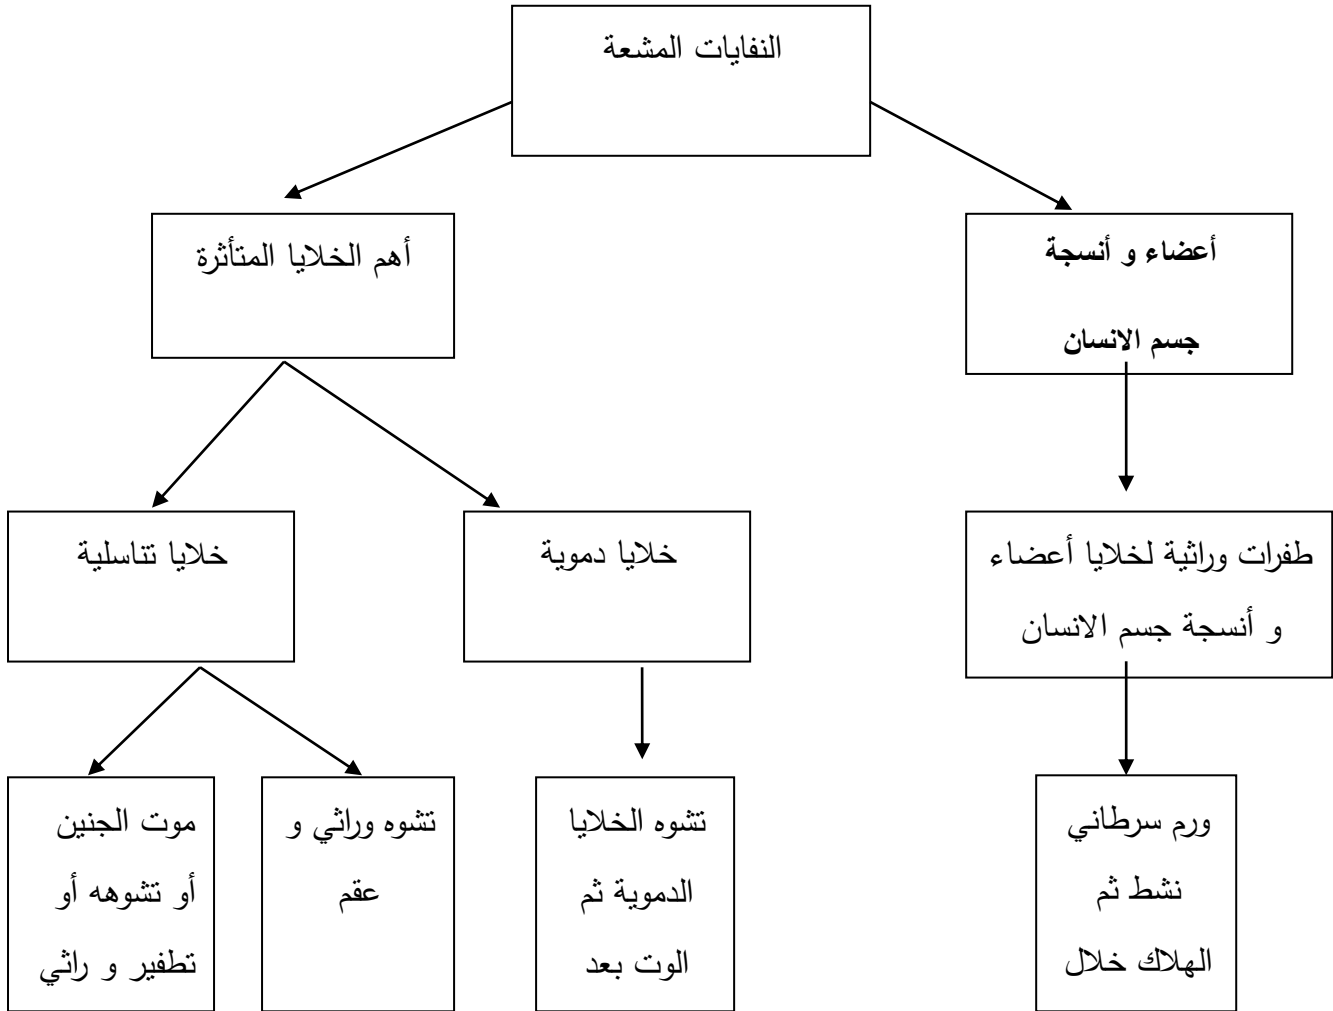 النفايات المشعة
أعضاء و أنسجة
جسم الانسان
أهم الخلايا المتأثرة
طفرات وراثية لخلايا أعضاء
و أنسجة جسم الانسان
خلايا دموية
خلايا تناسلية
ورم سرطاني
نشط ثم
الهلاك خلال
تشوه الخلايا
الدموية ثم
الوت بعد
تشوه وراثي و
عقم
موت الجنين
أو تشوهه أو
تطفير و راثي